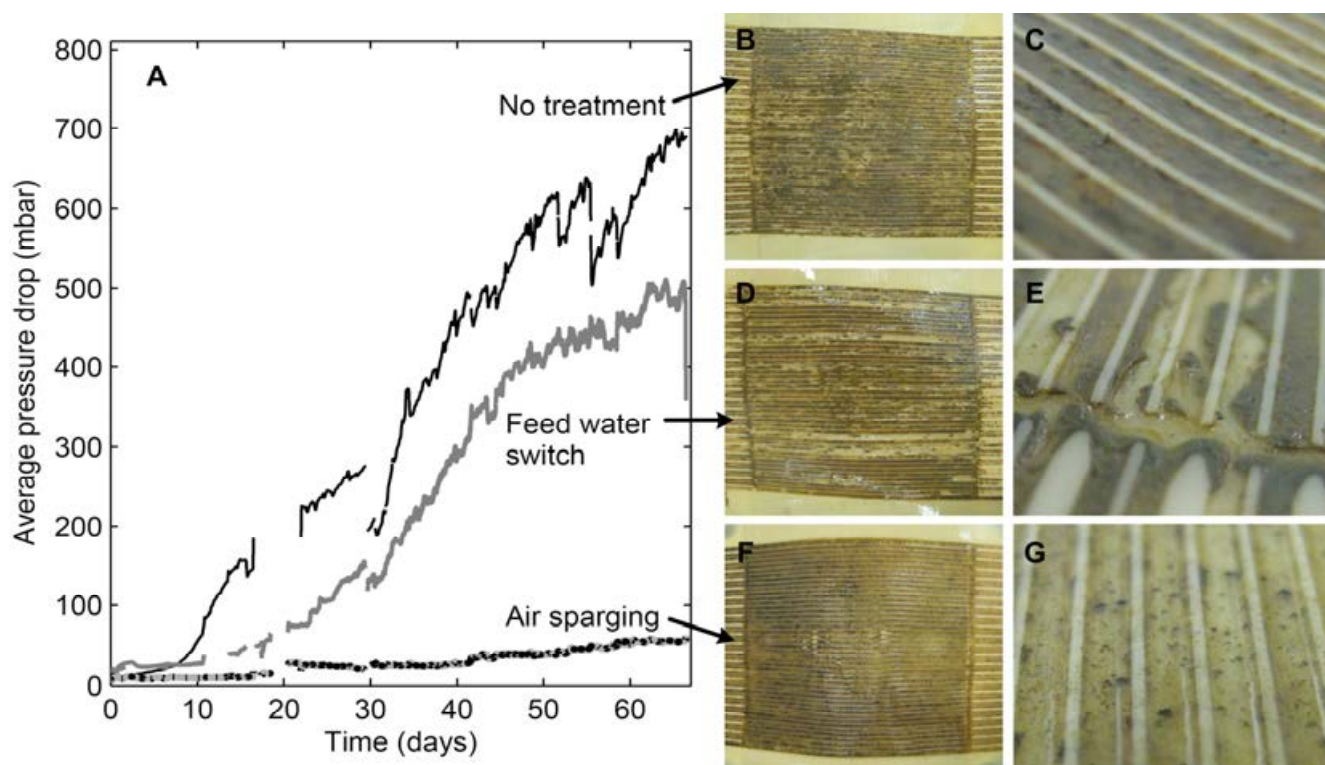 A
Average pressure drop (mbar)
800
700
600
500
400
300
200
100
0
0 10 20 30 40 50 60
Time (days)
No treatment
Feed water
switch
Air sparging
B
C
D
E
F
G